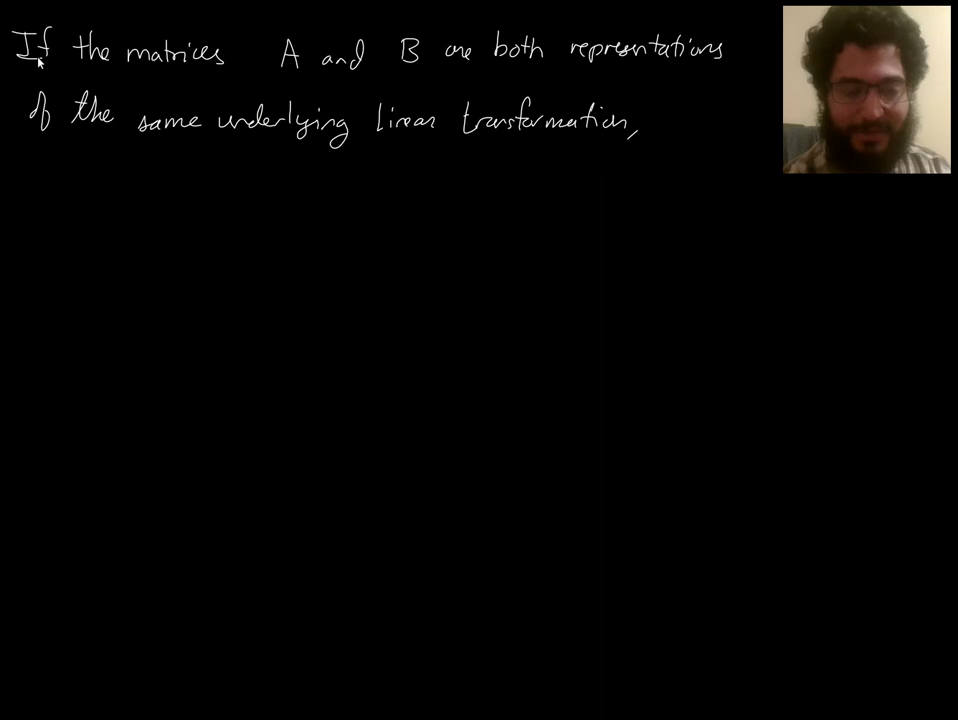 If the matrices A and B are both representations
of the same underlying linear transformation,